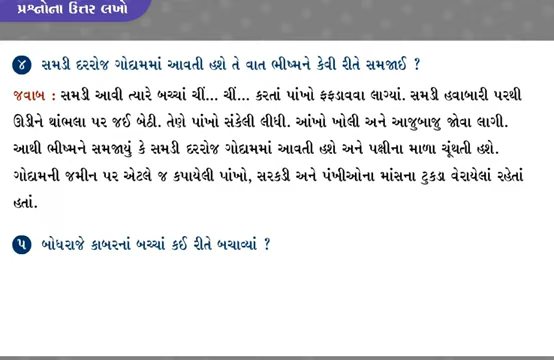 પ્રશ્નોના ઉત્તર લખો
૪ સમડી દરરોજ ગોદામમાં આવતી હશે તે વાત ભીષ્મને કેવી રીતે સમજાઈ ?
જવાબ : સમડી આવી ત્યારે બચ્ચાં ચીં... ચીં... કરતાં પાંખો ફફડાવવા લાગ્યાં. સમડી હવાબારી પરથી
ઊડીને થાંભલા પર જઈ બેઠી. તેણે પાંખો સંકેલી લીધી. આંખો ખોલી અને આજુબાજુ જોવા લાગી.
આથી ભીષ્મને સમજાયું કે સમડી દરરોજ ગોદામમાં આવતી હશે અને પક્ષીના માળા ચૂંથતી હશે.
ગોદામની જમીન પર એટલે જ કપાયેલી પાંખો, સરકડી અને પંખીઓના માંસના ટુકડા વેરાયેલાં રહેતાં
હતાં.
૫ બોધરાજે કાબરનાં બચ્ચાં કઈ રીતે બચાવ્યાં ?